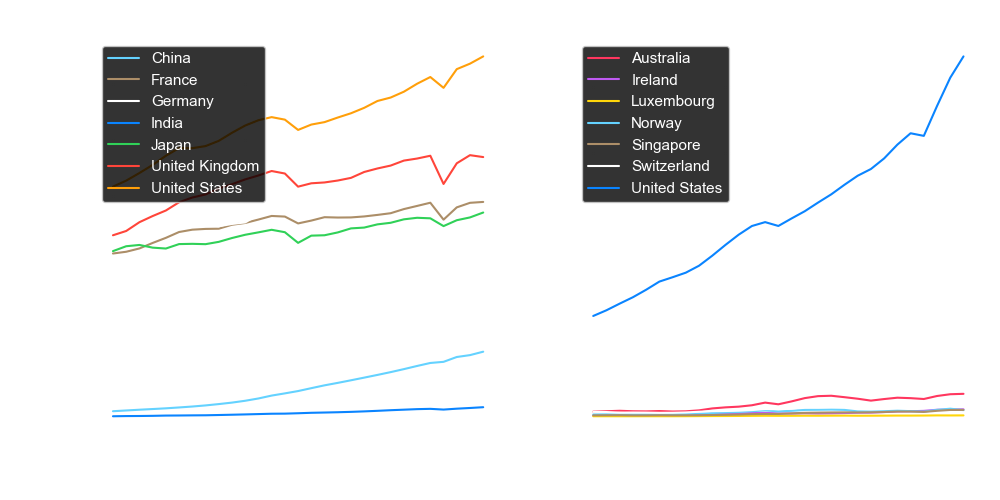 China
France
Germany
India
Japan
United Kingdom
United States
Australia
Ireland
Luxembourg
Norway
Singapore
Switzerland
United States